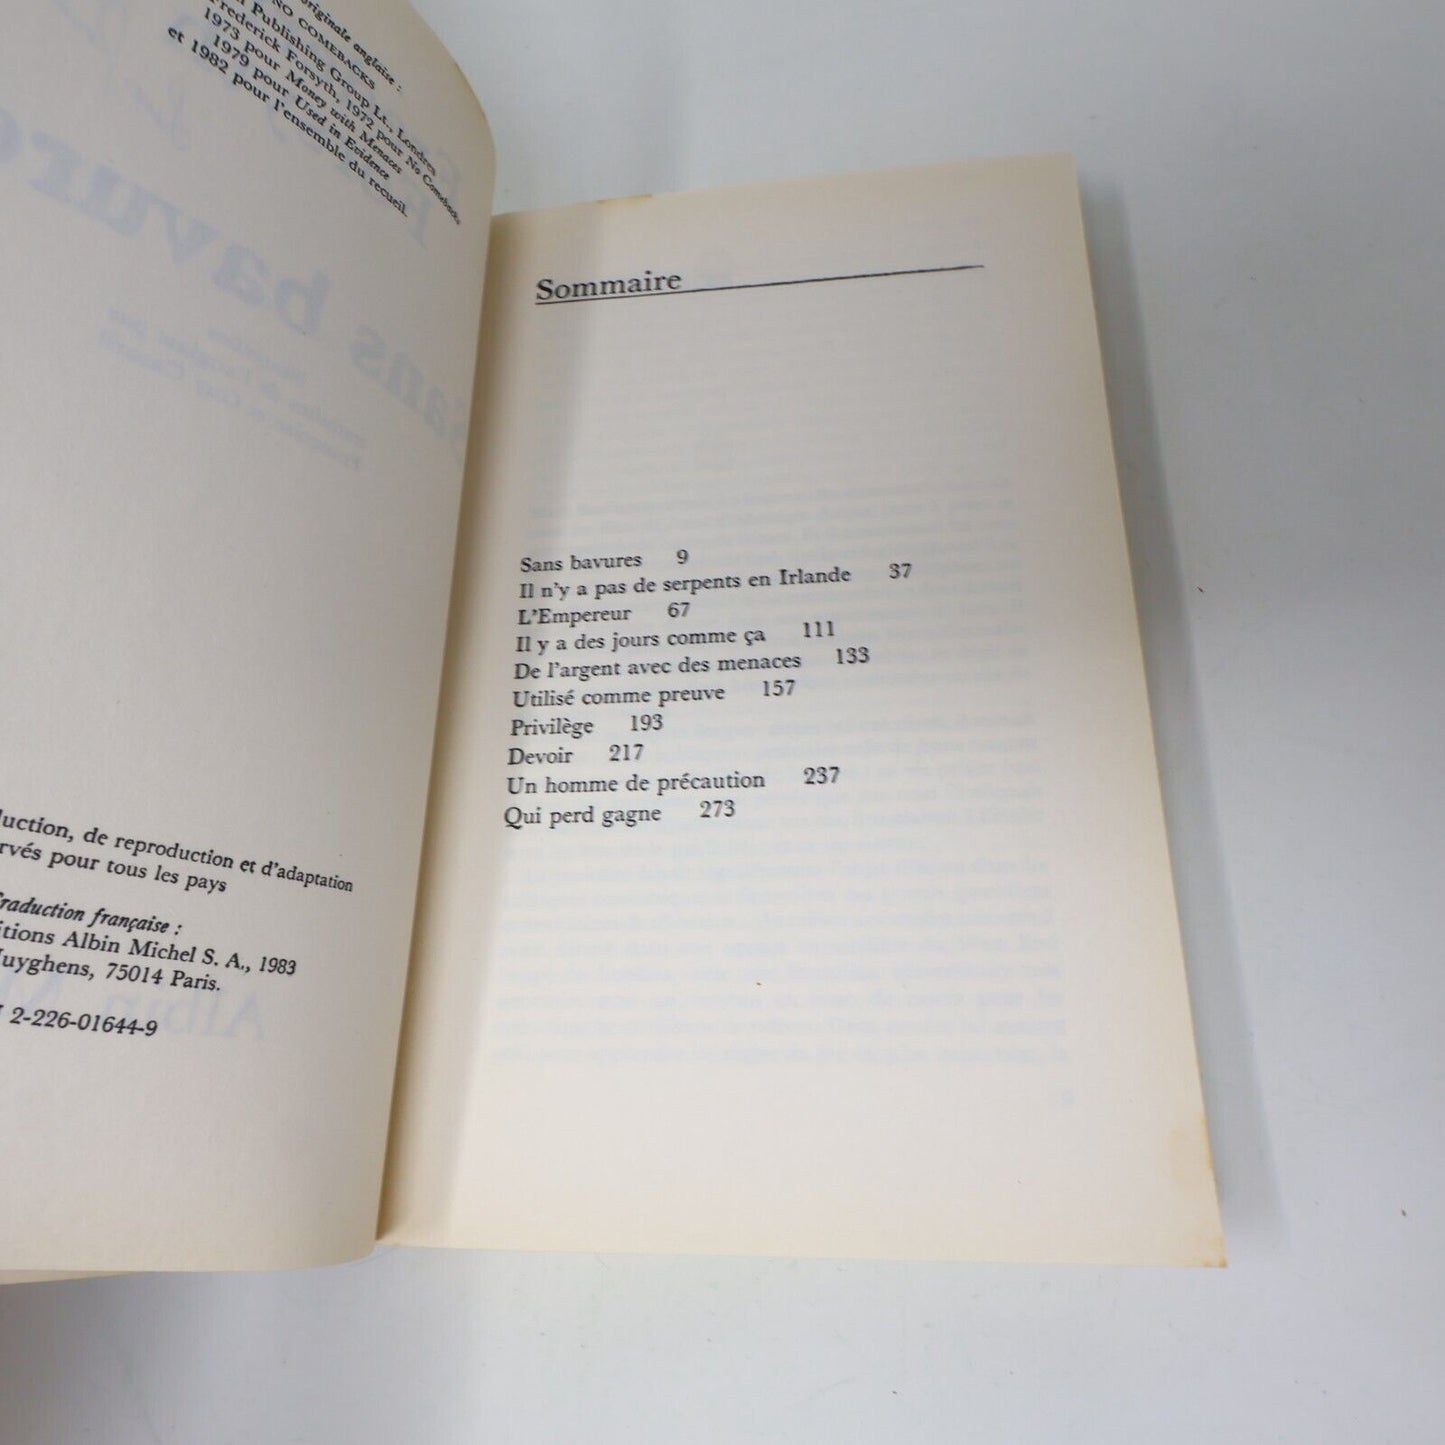 originale anglaise :
NO COMEBACKS
Publishing Group Lt., Londres
Frederick Forsyth, 1972 pour No Comebacks
1973 pour Money with Menaces
1979 pour Used in Evidence
et 1982 pour l'ensemble du recueil.
duction, de reproduction et d'adaptation
rvés pour tous les pays
Traduction française :
itions Albin Michel S. A., 1983
Huyghens, 75014 Paris.
2-226-01644-9
Sommaire
Sans bavures 9
Il n'y a pas de serpents en Irlande 37
L'Empereur 67
Il y a des jours comme ça 111
De l'argent avec des menaces 133
Utilisé comme preuve 157
Privilège 193
Devoir 217
Un homme de précaution 237
Qui perd gagne 273